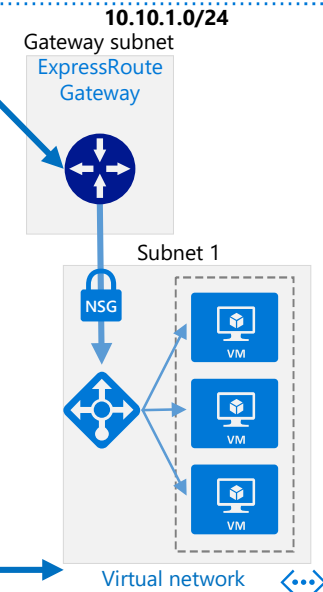 10.10.1.0/24
Gateway subnet
ExpressRoute
Gateway
Subnet 1
NSG
VM
VM
VM
Virtual network